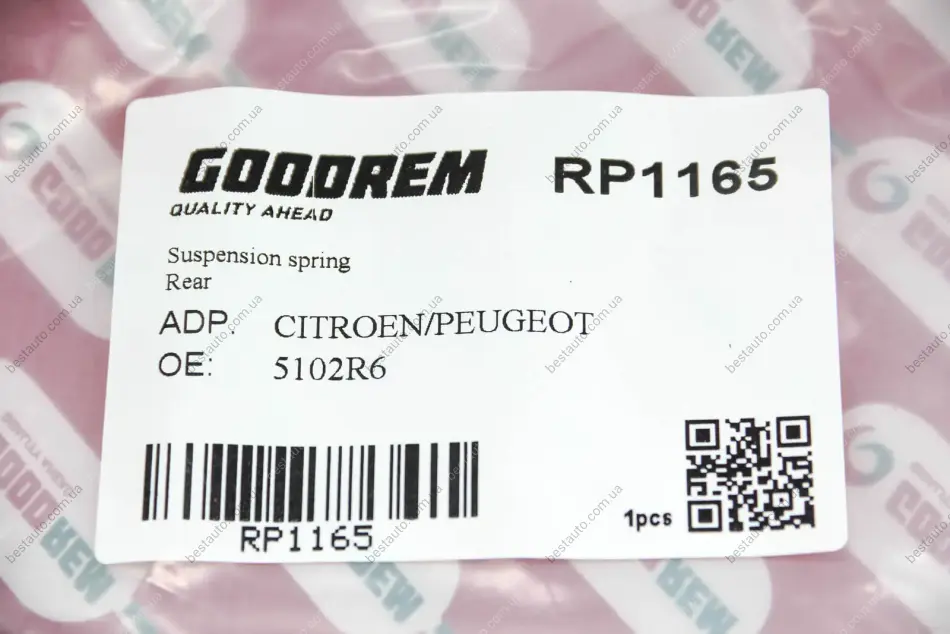 GOODREM
QUALITY AHEAD
RP1165
Suspension spring
Rear
ADP: CITROEN/PEUGEOT
OE: 5102R6
RP1165
1pcs
bestauto.com.ua